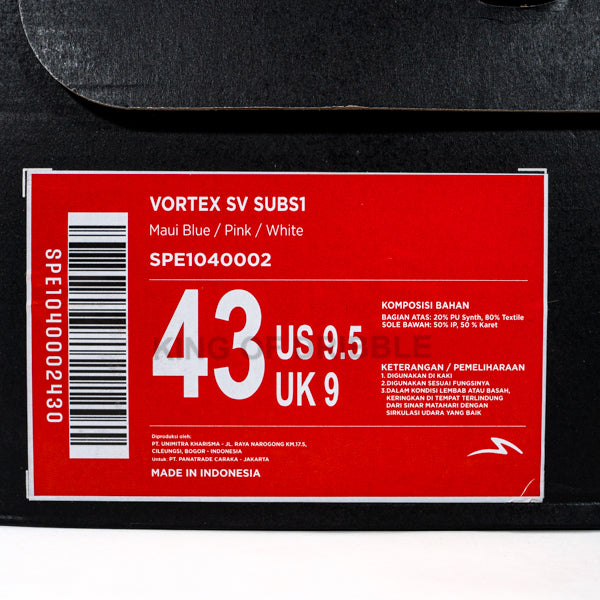 VORTEX SV SUBS1
Maui Blue / Pink / White
SPE1040002
SPE1040002430
43
US 9.5
UK 9
KING OF DRIBBLE
KOMPOSISI BAHAN
BAGIAN ATAS: 20% PU Synth, 80% Textile
SOLE BAWAH: 50% IP, 50 % Karet
KETERANGAN / PEMELIHARAAN
1. DIGUNAKAN DI KAKI
2.DIGUNAKAN SESUAI FUNGSINYA
3.DALAM KONDISI LEMBAB ATAU BASAH,
KERINGKAN DI TEMPAT TERLINDUNG
DARI SINAR MATAHARI DENGAN
SIRKULASI UDARA YANG BAIK
Diproduksi oleh:
PT. UNIMITRA KHARISMA - JL. RAYA NAROGONG KM.17.5,
CILEUNGSI, BOGOR - INDONESIA
Untuk: PT. PANATRADE CARAKA - JAKARTA
MADE IN INDONESIA